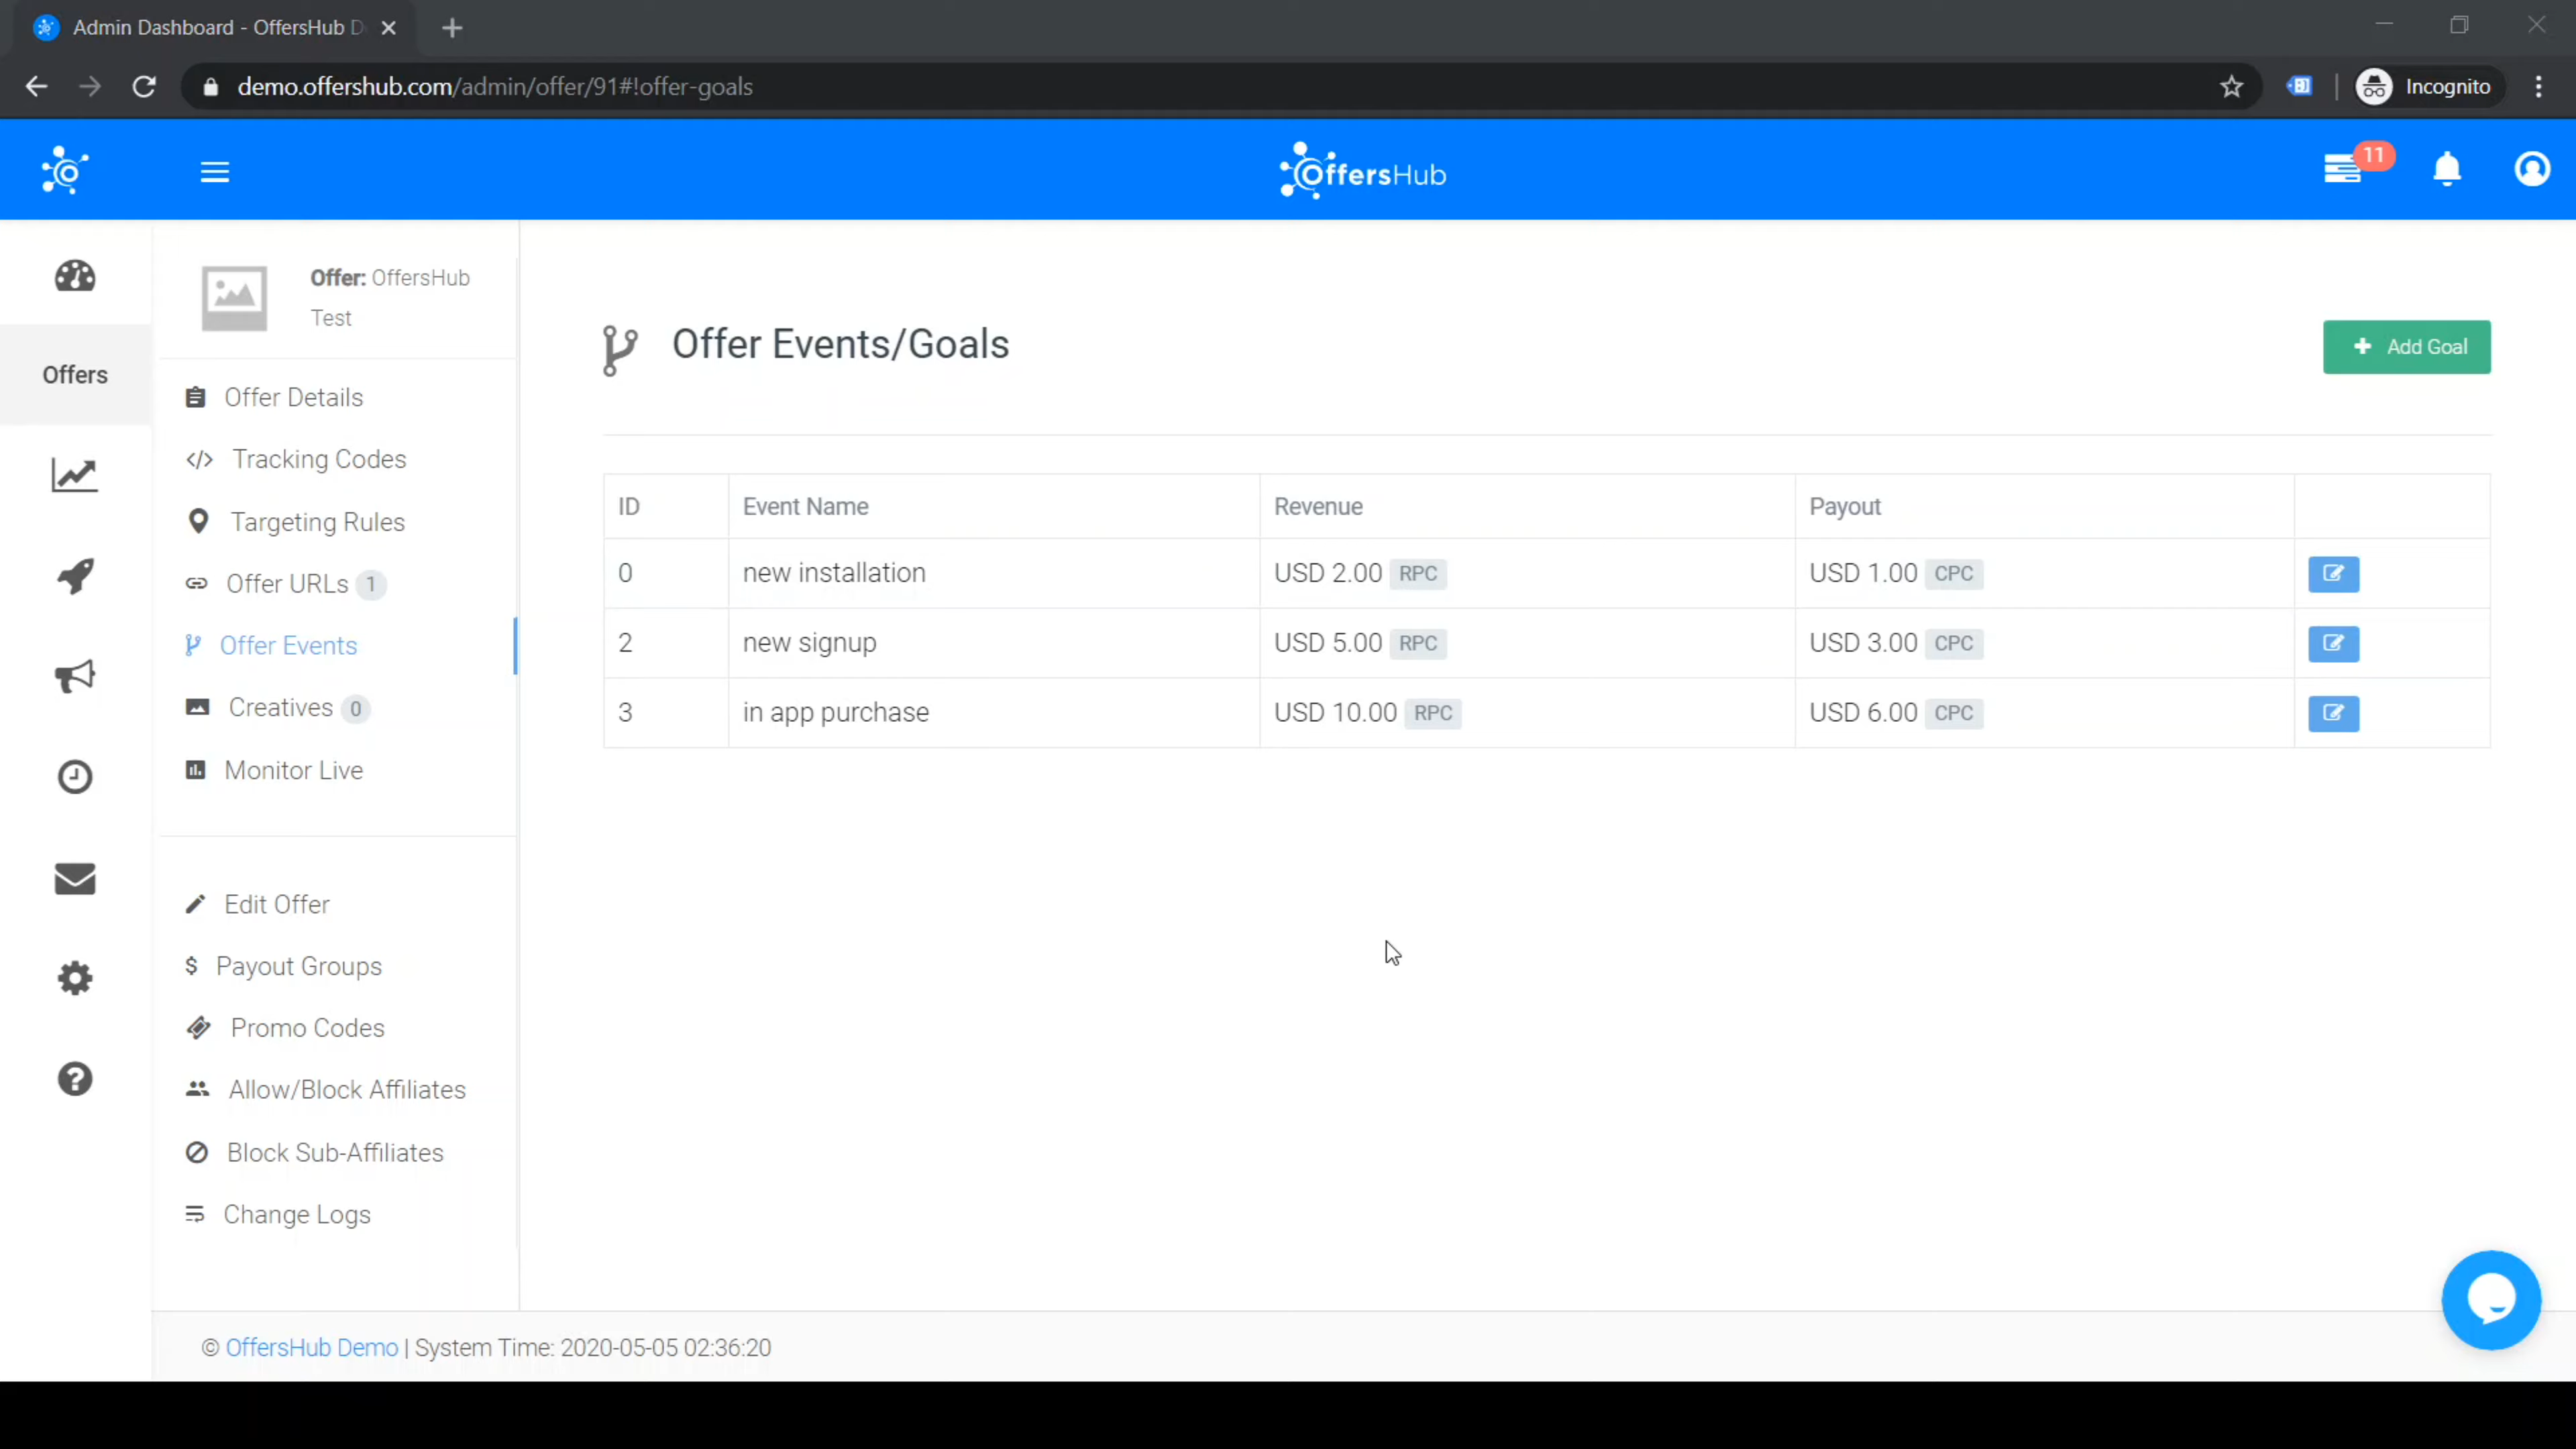 Admin Dashboard - OffersHub D
demo.offershub.com/admin/offer/91#!offer-goals
Incognito
OffersHub
11
Offers
Offer: OffersHub
Test
Offer Details
Tracking Codes
Targeting Rules
Offer URLs 1
Offer Events
Creatives 0
Monitor Live
Edit Offer
$ Payout Groups
Promo Codes
Allow/Block Affiliates
Block Sub-Affiliates
Change Logs
Offer Events/Goals
+ Add Goal
ID Event Name Revenue Payout
0 new installation USD 2.00 RPC USD 1.00 CPC
2 new signup USD 5.00 RPC USD 3.00 CPC
3 in app purchase USD 10.00 RPC USD 6.00 CPC
© OffersHub Demo | System Time: 2020-05-05 02:36:20